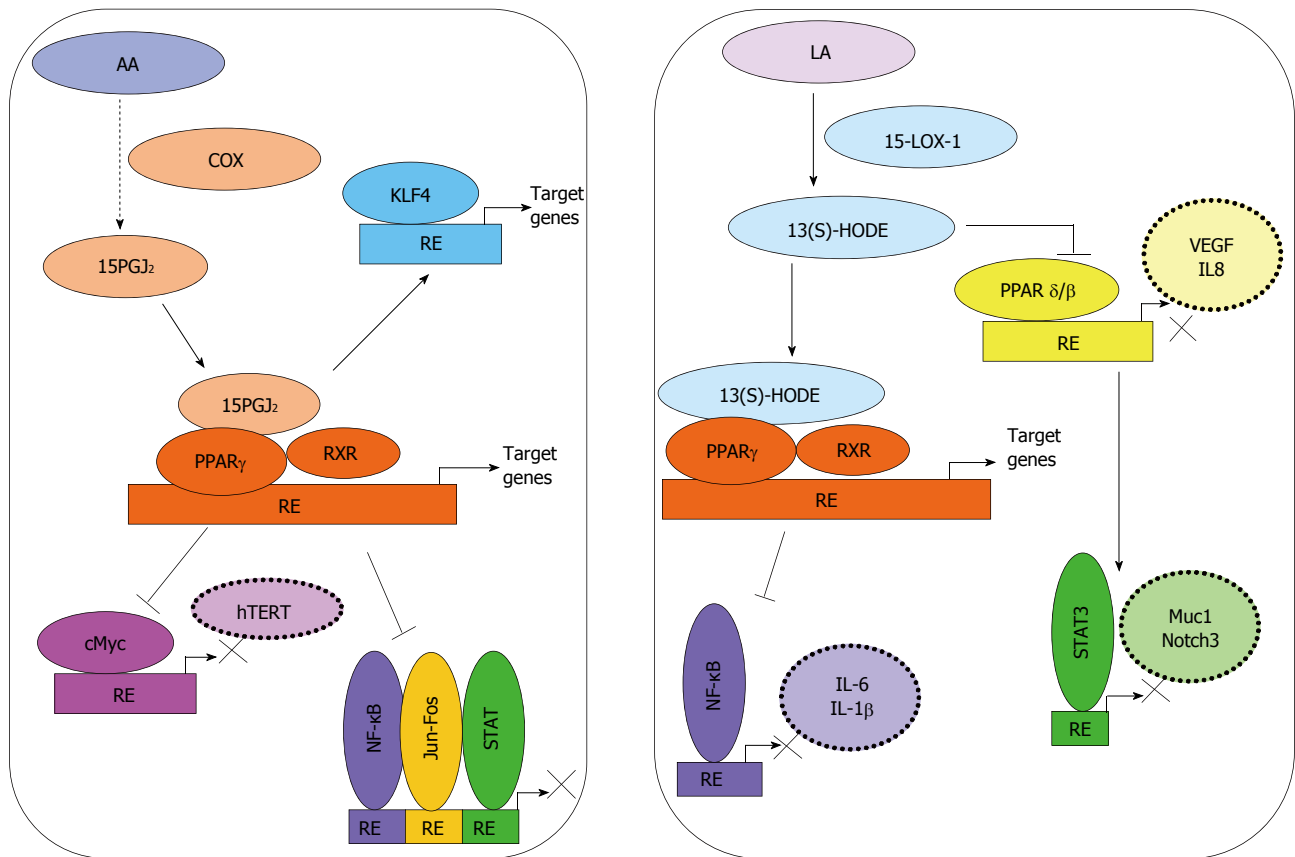 AA
COX
15PGJ₂
KLF4
RE
Target
genes
15PGJ₂
PPARγ
RXR
RE
Target
genes
cMyc
RE
hTERT
NF-κB
Jun-Fos
STAT
RE
RE
RE
LA
15-LOX-1
13(S)-HODE
PPAR δ/β
RE
VEGF
IL8
13(S)-HODE
PPARγ
RXR
RE
Target
genes
NF-κB
RE
IL-6
IL-1β
STAT3
RE
Muc1
Notch3